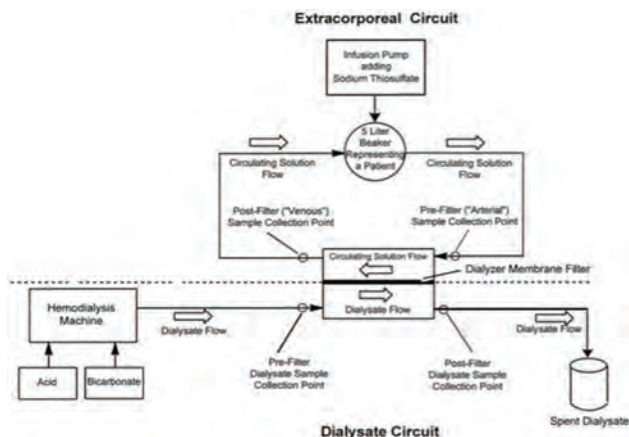 Extracorporeal Circuit
Infusion Pump
adding
Sodium Thiosulfate
5 Liter
Beaker
Representing
a Patient
Circulating Solution
Flow
Circulating Solution
Flow
Post-Filter ("Venous")
Sample Collection
Point
Pre-Filter ("Arterial")
Sample Collection
Point
Circulating Solution Flow
Dialyzer Membrane Filter
Hemodialysis
Machine
Dialysate Flow
Dialysate Flow
Dialysate Flow
Acid
Bicarbonate
Pre-Filter
Dialysate Sample
Collection Point
Post-Filter
Dialysate Sample
Collection Point
Spent Dialysate
Dialysate Circuit